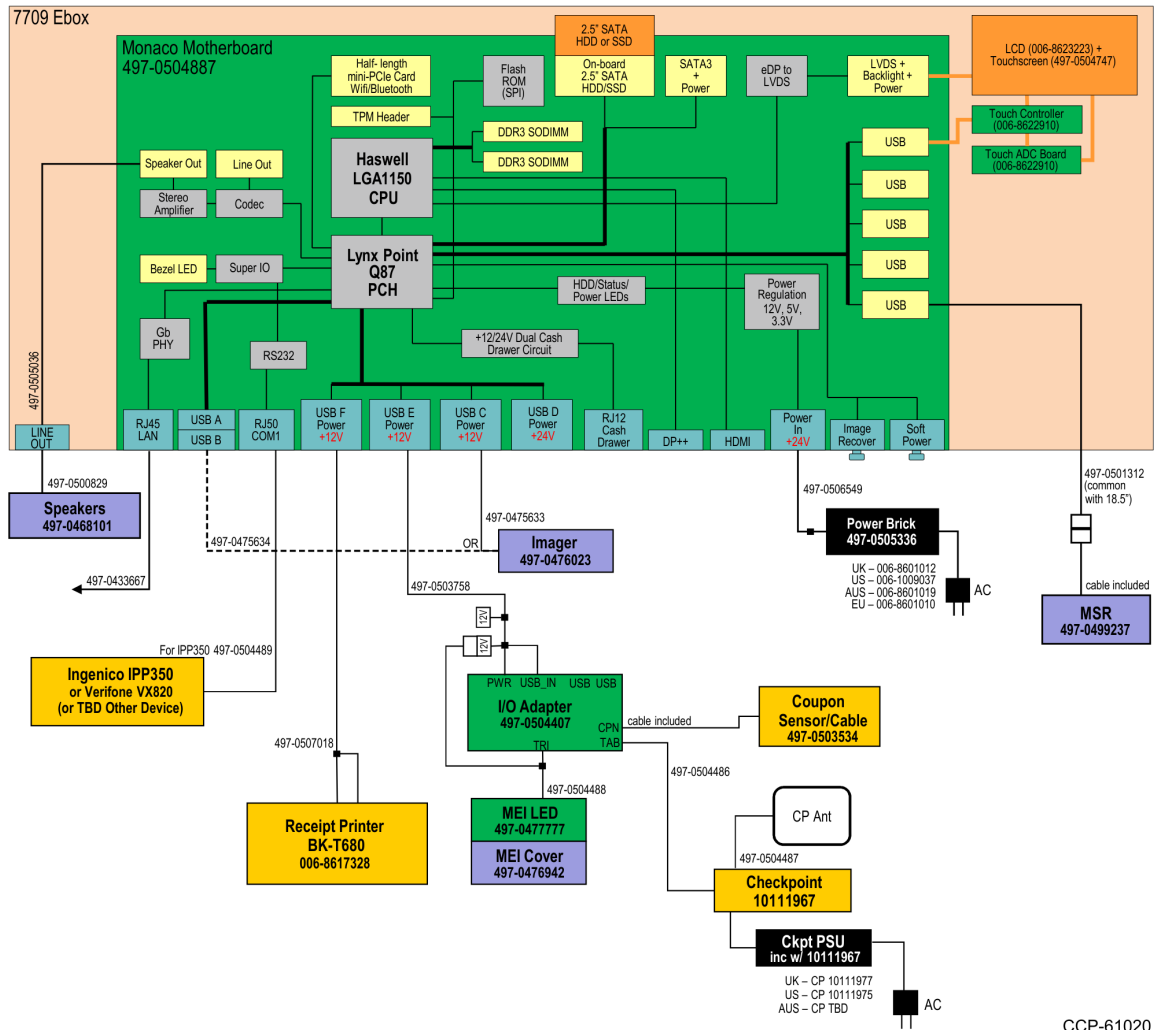 7709 Ebox
Monaco Motherboard
497-0504887
2.5” SATA
HDD or SSD
On-board
2.5” SATA
HDD/SSD
Half- length
mini-PCIe Card
Wifi/Bluetooth
TPM Header
Flash
ROM
(SPI)
SATA3
+
Power
eDP to
LVDS
LVDS +
Backlight +
Power
LCD (006-8623223) +
Touchscreen (497-0504747)
Touch Controller
(006-8622910)
Touch ADC Board
(006-8622910)
DDR3 SODIMM
DDR3 SODIMM
Haswell
LGA1150
CPU
Speaker Out
Line Out
Stereo
Amplifier
Codec
USB
USB
USB
USB
USB
Lynx Point
Q87
PCH
Bezel LED
Super IO
HDD/Status/
Power LEDs
Power
Regulation
12V, 5V,
3.3V
Gb
PHY
RS232
+12/24V Dual Cash
Drawer Circuit
497-0505036
LINE
OUT
RJ45
LAN
USB A
USB B
RJ50
COM1
USB F
Power
+12V
USB E
Power
+12V
USB C
Power
+12V
USB D
Power
+24V
RJ12
Cash
Drawer
DP++
HDMI
Power
In
+24V
Image
Recover
Soft
Power
497-0500829
Speakers
497-0468101
497-0475634
OR
497-0475633
Imager
497-0476023
497-0506549
Power Brick
497-0505336
UK – 006-8601012
US – 006-1009037
AUS – 006-8601019
EU – 006-8601010
AC
497-0501312
(common
with 18.5”)
cable included
MSR
497-0499237
497-0433667
497-0503758
12V
12V
For IPP350 497-0504489
Ingenico IPP350
or Verifone VX820
(or TBD Other Device)
PWR USB_IN USB USB
I/O Adapter
497-0504407
CPN
TAB
TRI
cable included
Coupon
Sensor/Cable
497-0503534
497-0507018
497-0504486
497-0504488
Receipt Printer
BK-T680
006-8617328
MEI LED
497-0477777
MEI Cover
497-0476942
CP Ant
497-0504487
Checkpoint
10111967
Ckpt PSU
inc w/ 10111967
UK – CP 10111977
US – CP 10111975
AUS – CP TBD
AC
CCP-61020